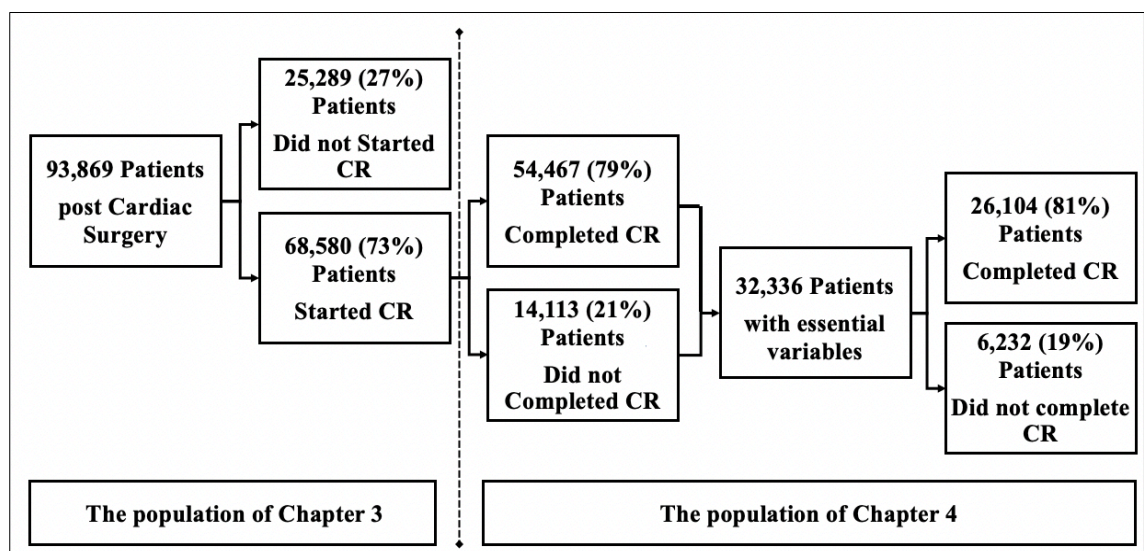 93,869 Patients
post Cardiac
Surgery
25,289 (27%)
Patients
Did not Started
CR
68,580 (73%)
Patients
Started CR
54,467 (79%)
Patients
Completed CR
14,113 (21%)
Patients
Did not
Completed CR
32,336 Patients
with essential
variables
26,104 (81%)
Patients
Completed CR
6,232 (19%)
Patients
Did not complete
CR
The population of Chapter 3
The population of Chapter 4